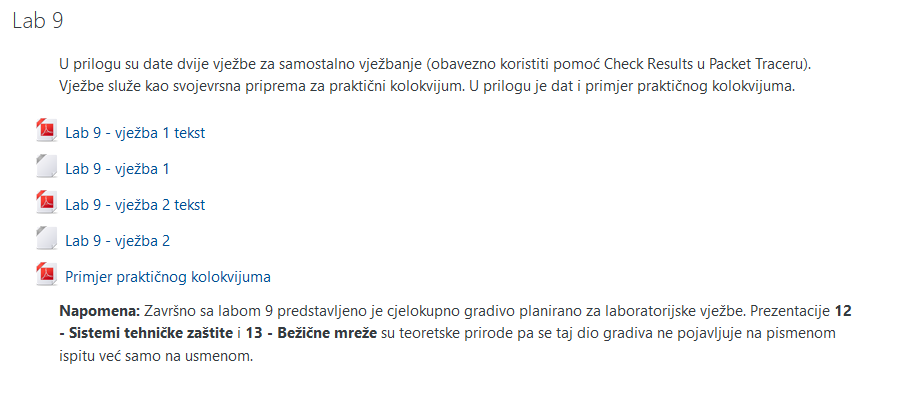 Lab 9
U prilogu su date dvije vježbe za samostalno vježbanje (obavezno koristiti pomoć Check Results u Packet Traceru).
Vježbe služe kao svojevrsna priprema za praktični kolokvijum. U prilogu je dat i primjer praktičnog kolokvijuma.
Lab 9 - vježba 1 tekst
Lab 9 - vježba 1
Lab 9 - vježba 2 tekst
Lab 9 - vježba 2
Primjer praktičnog kolokvijuma
Napomena: Završno sa labom 9 predstavljeno je cjelokupno gradivo planirano za laboratorijske vježbe. Prezentacije 12
- Sistemi tehničke zaštite i 13 - Bežične mreže su teoretske prirode pa se taj dio gradiva ne pojavljuje na pismenom
ispitu već samo na usmenom.